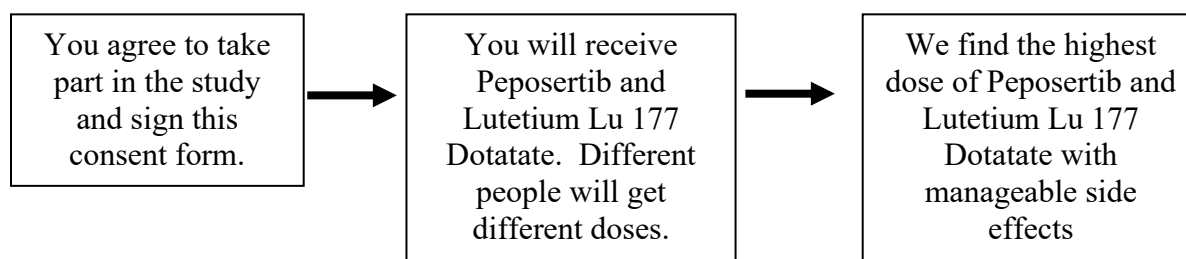 You agree to take
part in the study
and sign this
consent form.
You will receive
Peposertib and
Lutetium Lu 177
Dotatate.  Different
people will get
different doses.
We find the highest
dose of Peposertib and
Lutetium Lu 177
Dotatate with
manageable side
effects